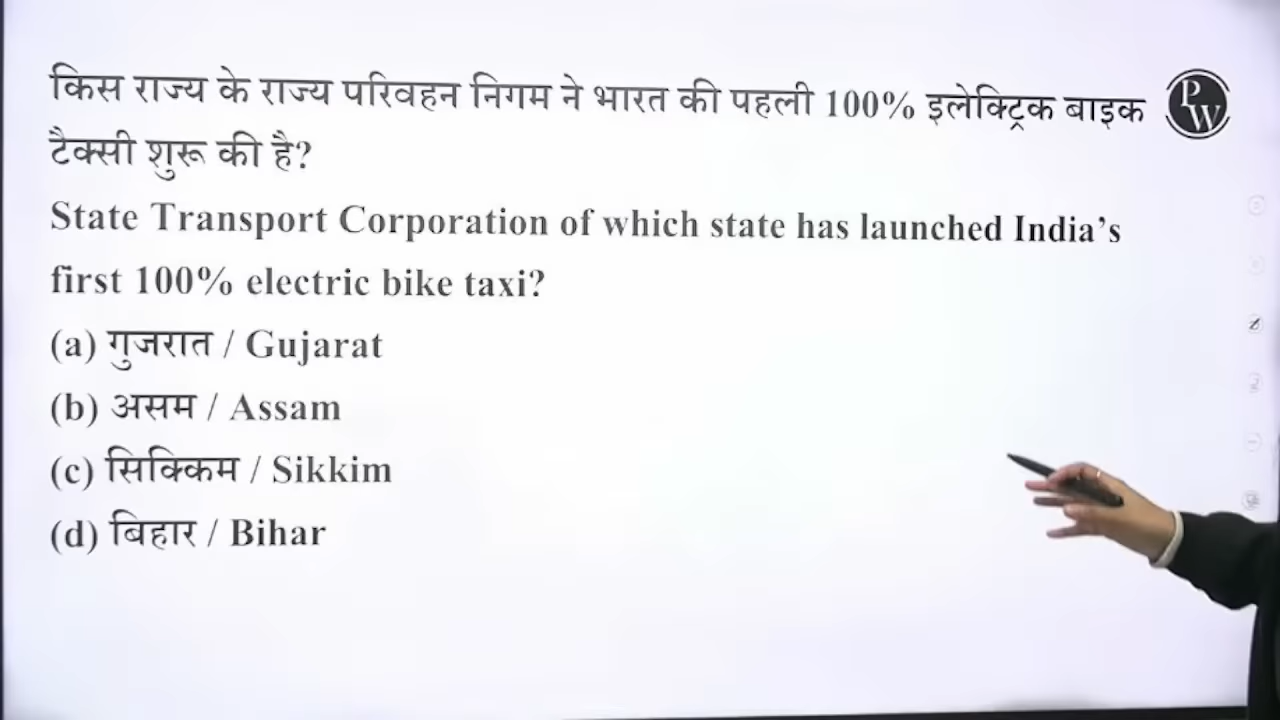 किस राज्य के राज्य परिवहन निगम ने भारत की पहली 100% इलेक्ट्रिक बाइक
टैक्सी शुरू की है?
State Transport Corporation of which state has launched India's
first 100% electric bike taxi?
(a) गुजरात / Gujarat
(b) असम / Assam
(c) सिक्किम / Sikkim
(d) बिहार / Bihar
PW